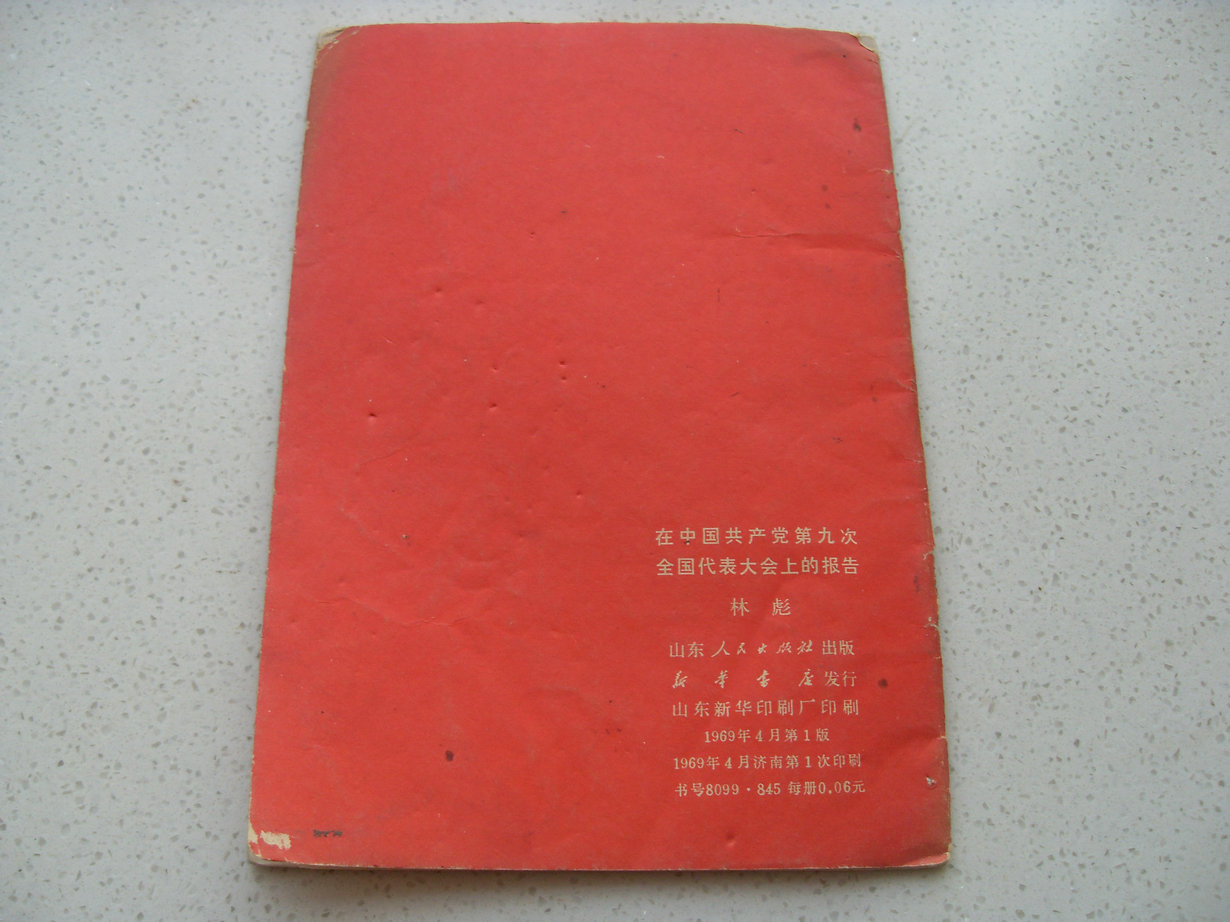 在中国共产党第九次
全国代表大会上的报告
林彪
山东人民出版社出版
新华书店发行
山东新华印刷厂印刷
1969年4月第1版
1969年4月济南第1次印刷
书号8099·845 每册0.06元